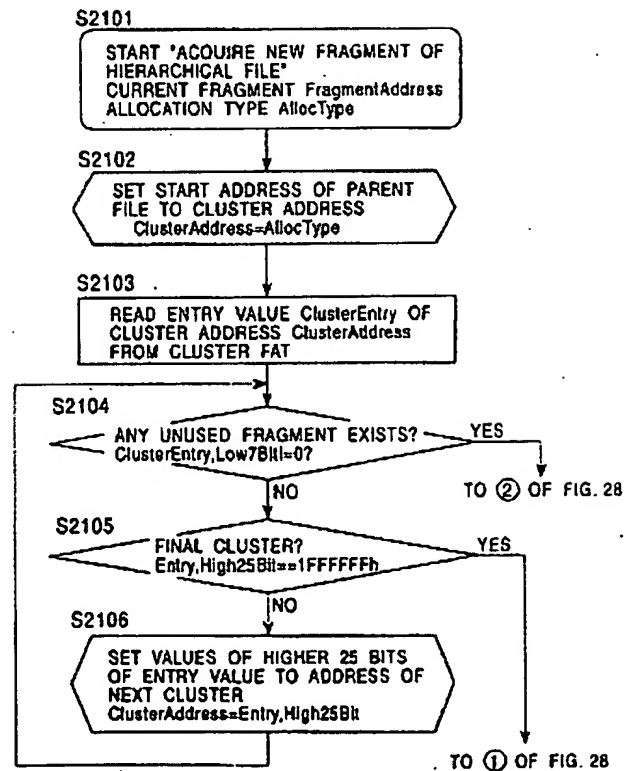 S2101
START "ACQUIRE NEW FRAGMENT OF
HIERARCHICAL FILE"
CURRENT FRAGMENT FragmentAddress
ALLOCATION TYPE AllocType
S2102
SET START ADDRESS OF PARENT
FILE TO CLUSTER ADDRESS
ClusterAddress=AllocType
S2103
READ ENTRY VALUE ClusterEntry OF
CLUSTER ADDRESS ClusterAddress
FROM CLUSTER FAT
S2104
ANY UNUSED FRAGMENT EXISTS?
ClusterEntry,Low7Bit!=0?
YES
TO ② OF FIG. 28
NO
S2105
FINAL CLUSTER?
Entry,High25Bit==1FFFFFFh
YES
NO
S2106
SET VALUES OF HIGHER 25 BITS
OF ENTRY VALUE TO ADDRESS OF
NEXT CLUSTER
ClusterAddress=Entry,High25Bit
TO ① OF FIG. 28